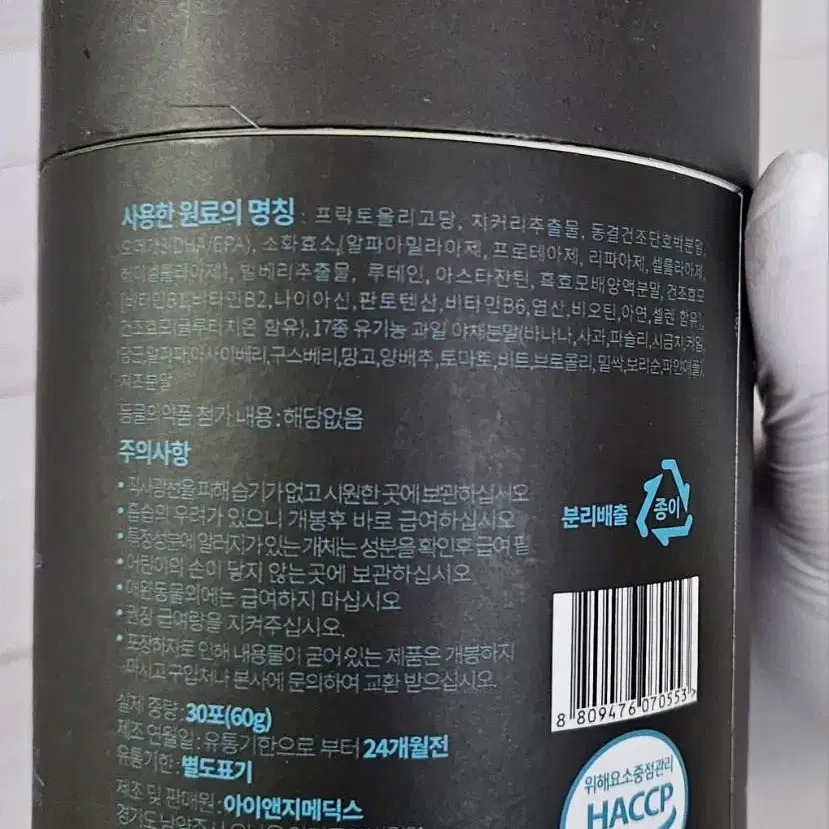 사용한 원료의 명칭 : 프락토올리고당, 치커리추출물, 동결건조단호박분말,
(DHA/EPA), 소화효소(알파아밀라아제, 프로테아제, 리파아제, 셀룰라아제,
빌베리추출물, 루테인, 아스타잔틴, 흑효모배양액분말, 건조효모
(비타민B1,비타민B2,나이아신,판토텐산,비타민B6,엽산,비오틴,아연,셀렌 함유),
건조효모(글루타치온 함유), 17종 유기농 과일 야채분말(바나나,사과,파슬리,시금치,케일,
당근,알파파,아사이베리,구스베리,망고,양배추,토마토,비트,브로콜리,밀싹,보리순,파인애플),
동물의약품 첨가 내용 : 해당없음
주의사항
• 직사광선을 피해 습기가 없고 시원한 곳에 보관하십시오
• 흡습의 우려가 있으니 개봉후 바로 급여하십시오
• 특정성분에 알러지가 있는 개체는 성분을 확인후 급여 필
• 어린이의 손이 닿지 않는 곳에 보관하십시오
• 애완동물외에는 급여하지 마십시오
• 권장 급여량을 지켜주십시오.
• 포장하자로 인해 내용물이 굳어 있는 제품은 개봉하지
마시고 구입처나 본사에 문의하여 교환 받으십시오.
실제 중량 : 30포(60g)
제조 연월일 : 유통기한으로 부터 24개월전
유통기한 : 별도표기
제조 및 판매원 : 아이앤지메딕스
경기도 남양주시
분리배출
종이
8 809476 070553
위해요소중점관리
HACCP